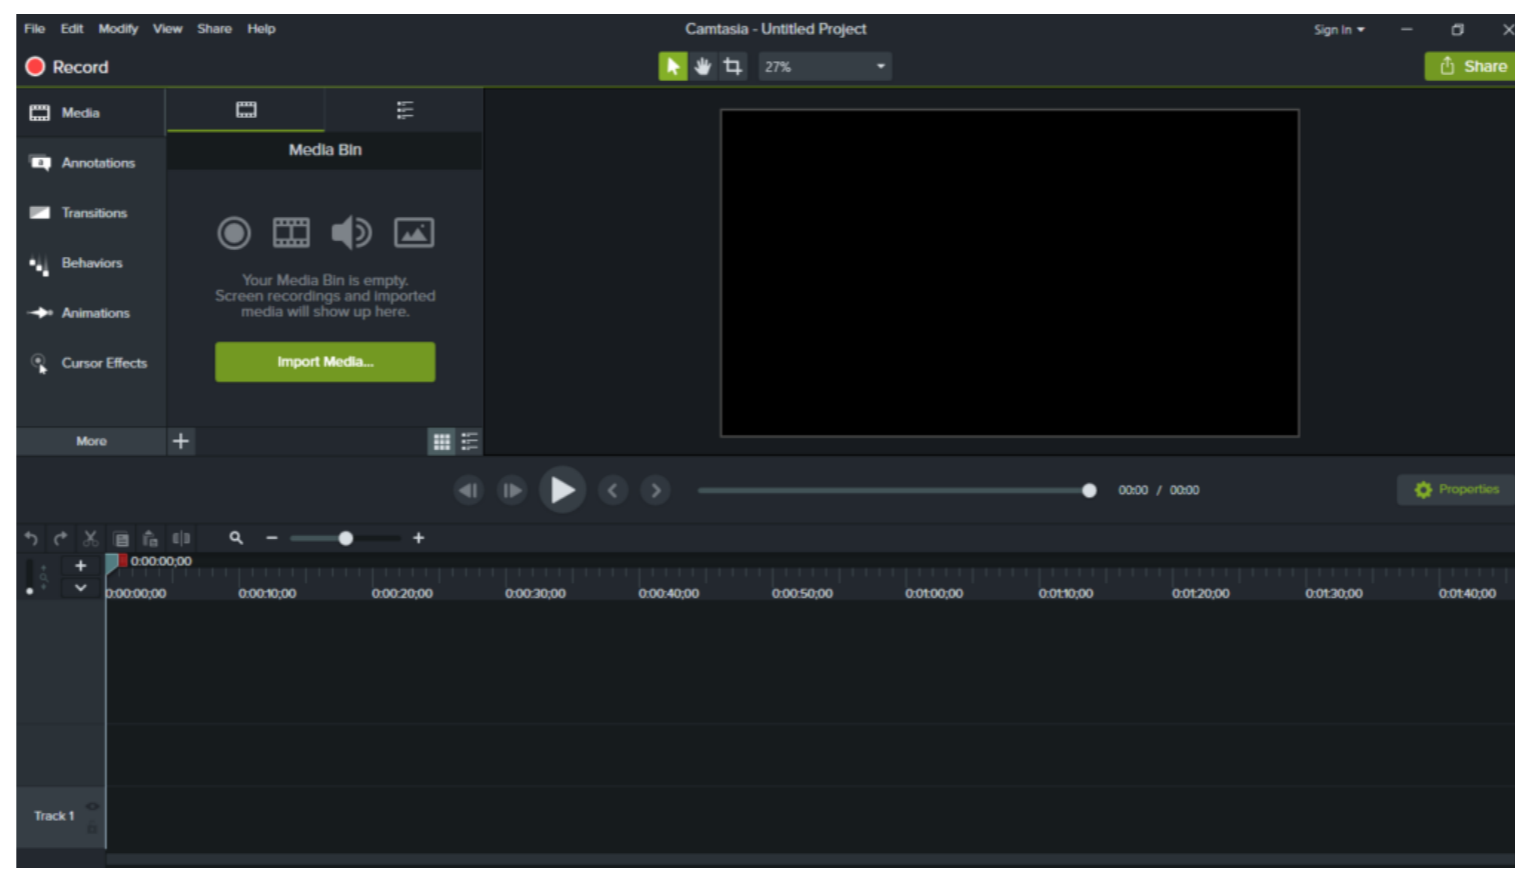 File Edit Modify View Share Help
Camtasia - Untitled Project
Sign In
Record
27%
Share
Media
Annotations
Transitions
Behaviors
Animations
Cursor Effects
More
Media Bin
Your Media Bin is empty.
Screen recordings and imported
media will show up here.
Import Media...
00:00 / 00:00
Properties
0:00:00;00
0:00:00;00 0:00:10;00 0:00:20;00 0:00:30;00 0:00:40;00 0:00:50;00 0:01:00;00 0:01:10;00 0:01:20;00 0:01:30;00 0:01:40;00
Track 1